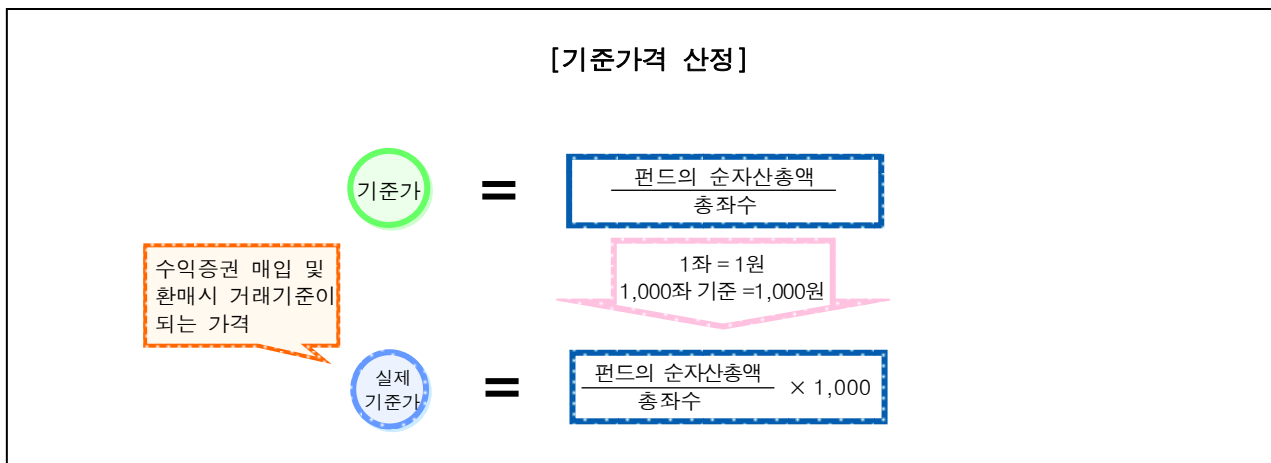 [기준가격 산정]
기준가
=
펀드의 순자산총액
총좌수
1좌 = 1원
1,000좌 기준 =1,000원
수익증권 매입 및
환매시 거래기준이
되는 가격
실제
기준가
=
펀드의 순자산총액
총좌수
× 1,000